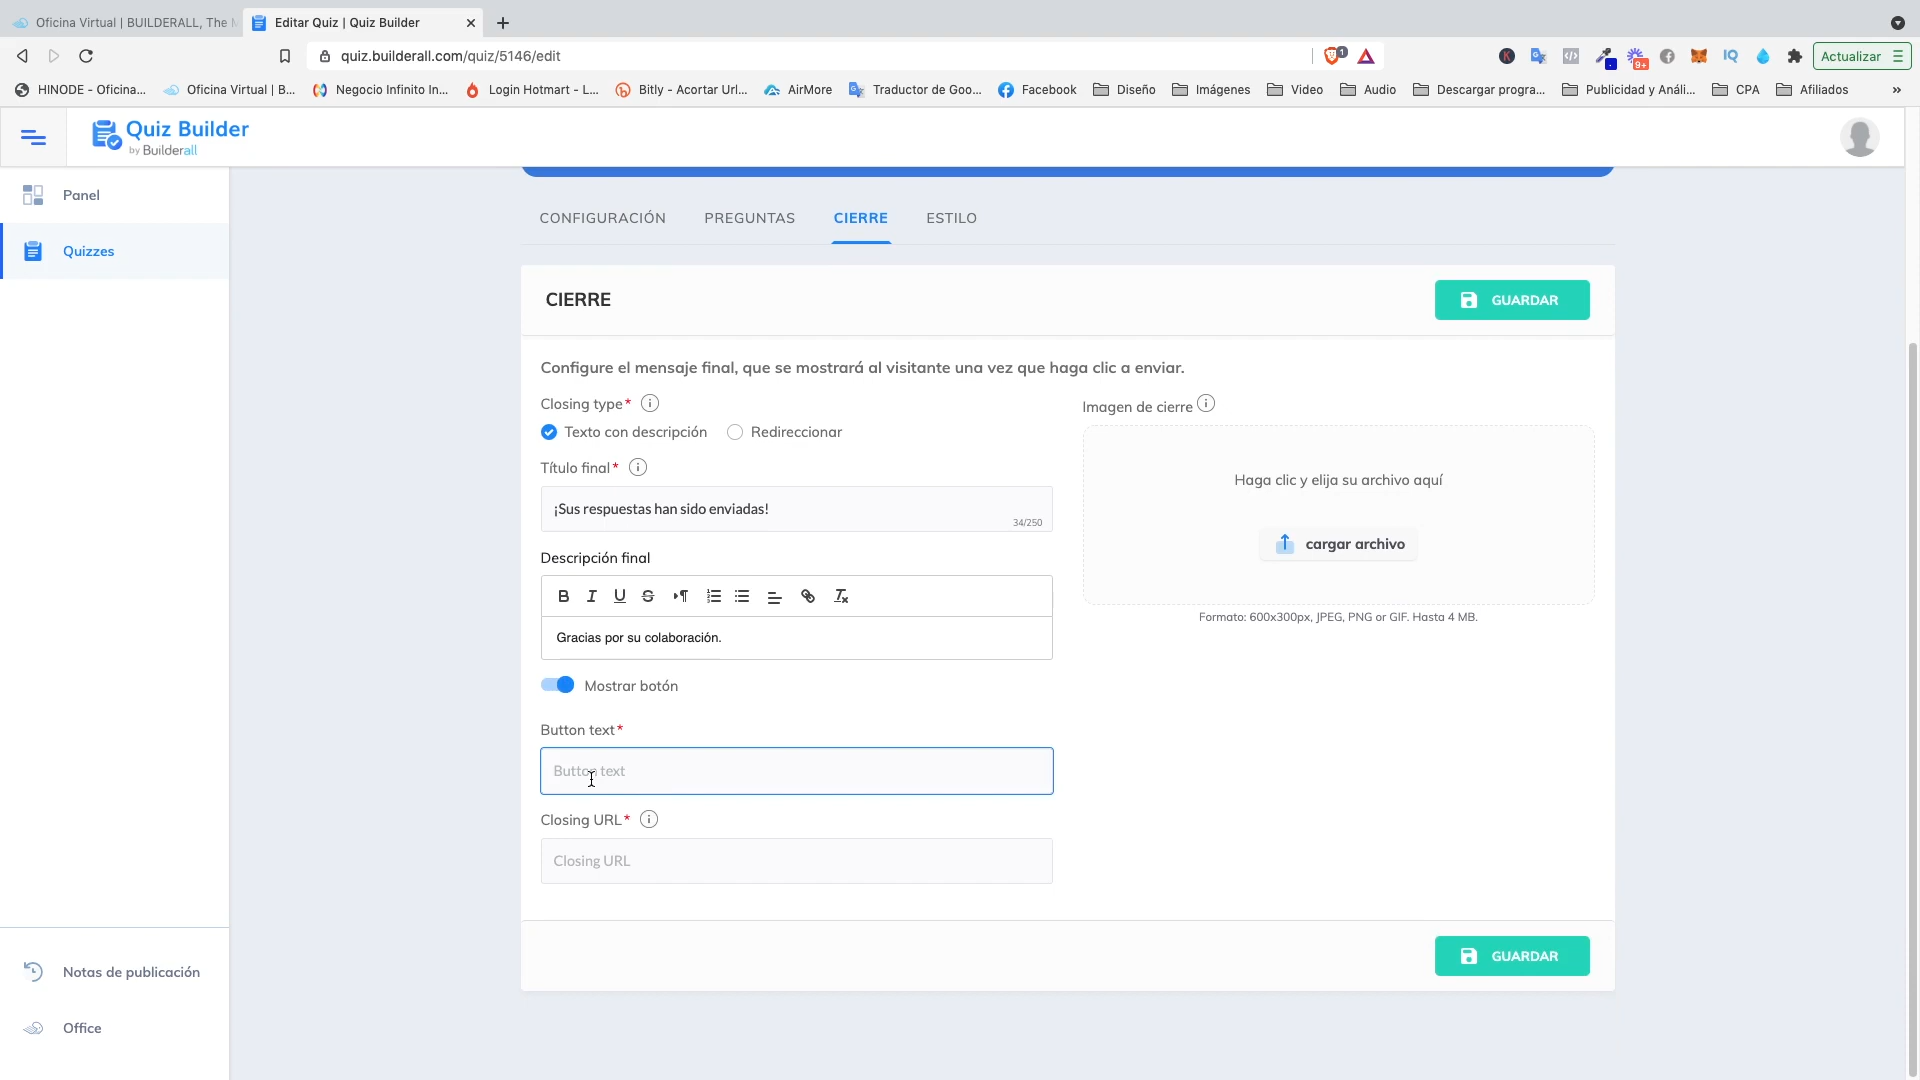 Oficina Virtual | BUILDERALL, The M
Editar Quiz | Quiz Builder
quiz.builderall.com/quiz/5146/edit
1
9+
Actualizar
HINODE - Oficina...
Oficina Virtual | B...
Negocio Infinito In...
Login Hotmart - L...
Bitly - Acortar Url...
AirMore
Traductor de Goo...
Facebook
Diseño
Imágenes
Video
Audio
Descargar progra...
Publicidad y Análi...
CPA
Afiliados
»
Quiz Builder
by Builderall
Panel
Quizzes
CONFIGURACIÓN
PREGUNTAS
CIERRE
ESTILO
CIERRE
GUARDAR
Configure el mensaje final, que se mostrará al visitante una vez que haga clic a enviar.
Closing type*
Texto con descripción
Redireccionar
Título final*
¡Sus respuestas han sido enviadas!
34/250
Descripción final
Gracias por su colaboración.
Mostrar botón
Button text*
Button text
Closing URL*
Closing URL
Imagen de cierre
Haga clic y elija su archivo aquí
cargar archivo
Formato: 600x300px, JPEG, PNG or GIF. Hasta 4 MB.
GUARDAR
Notas de publicación
Office